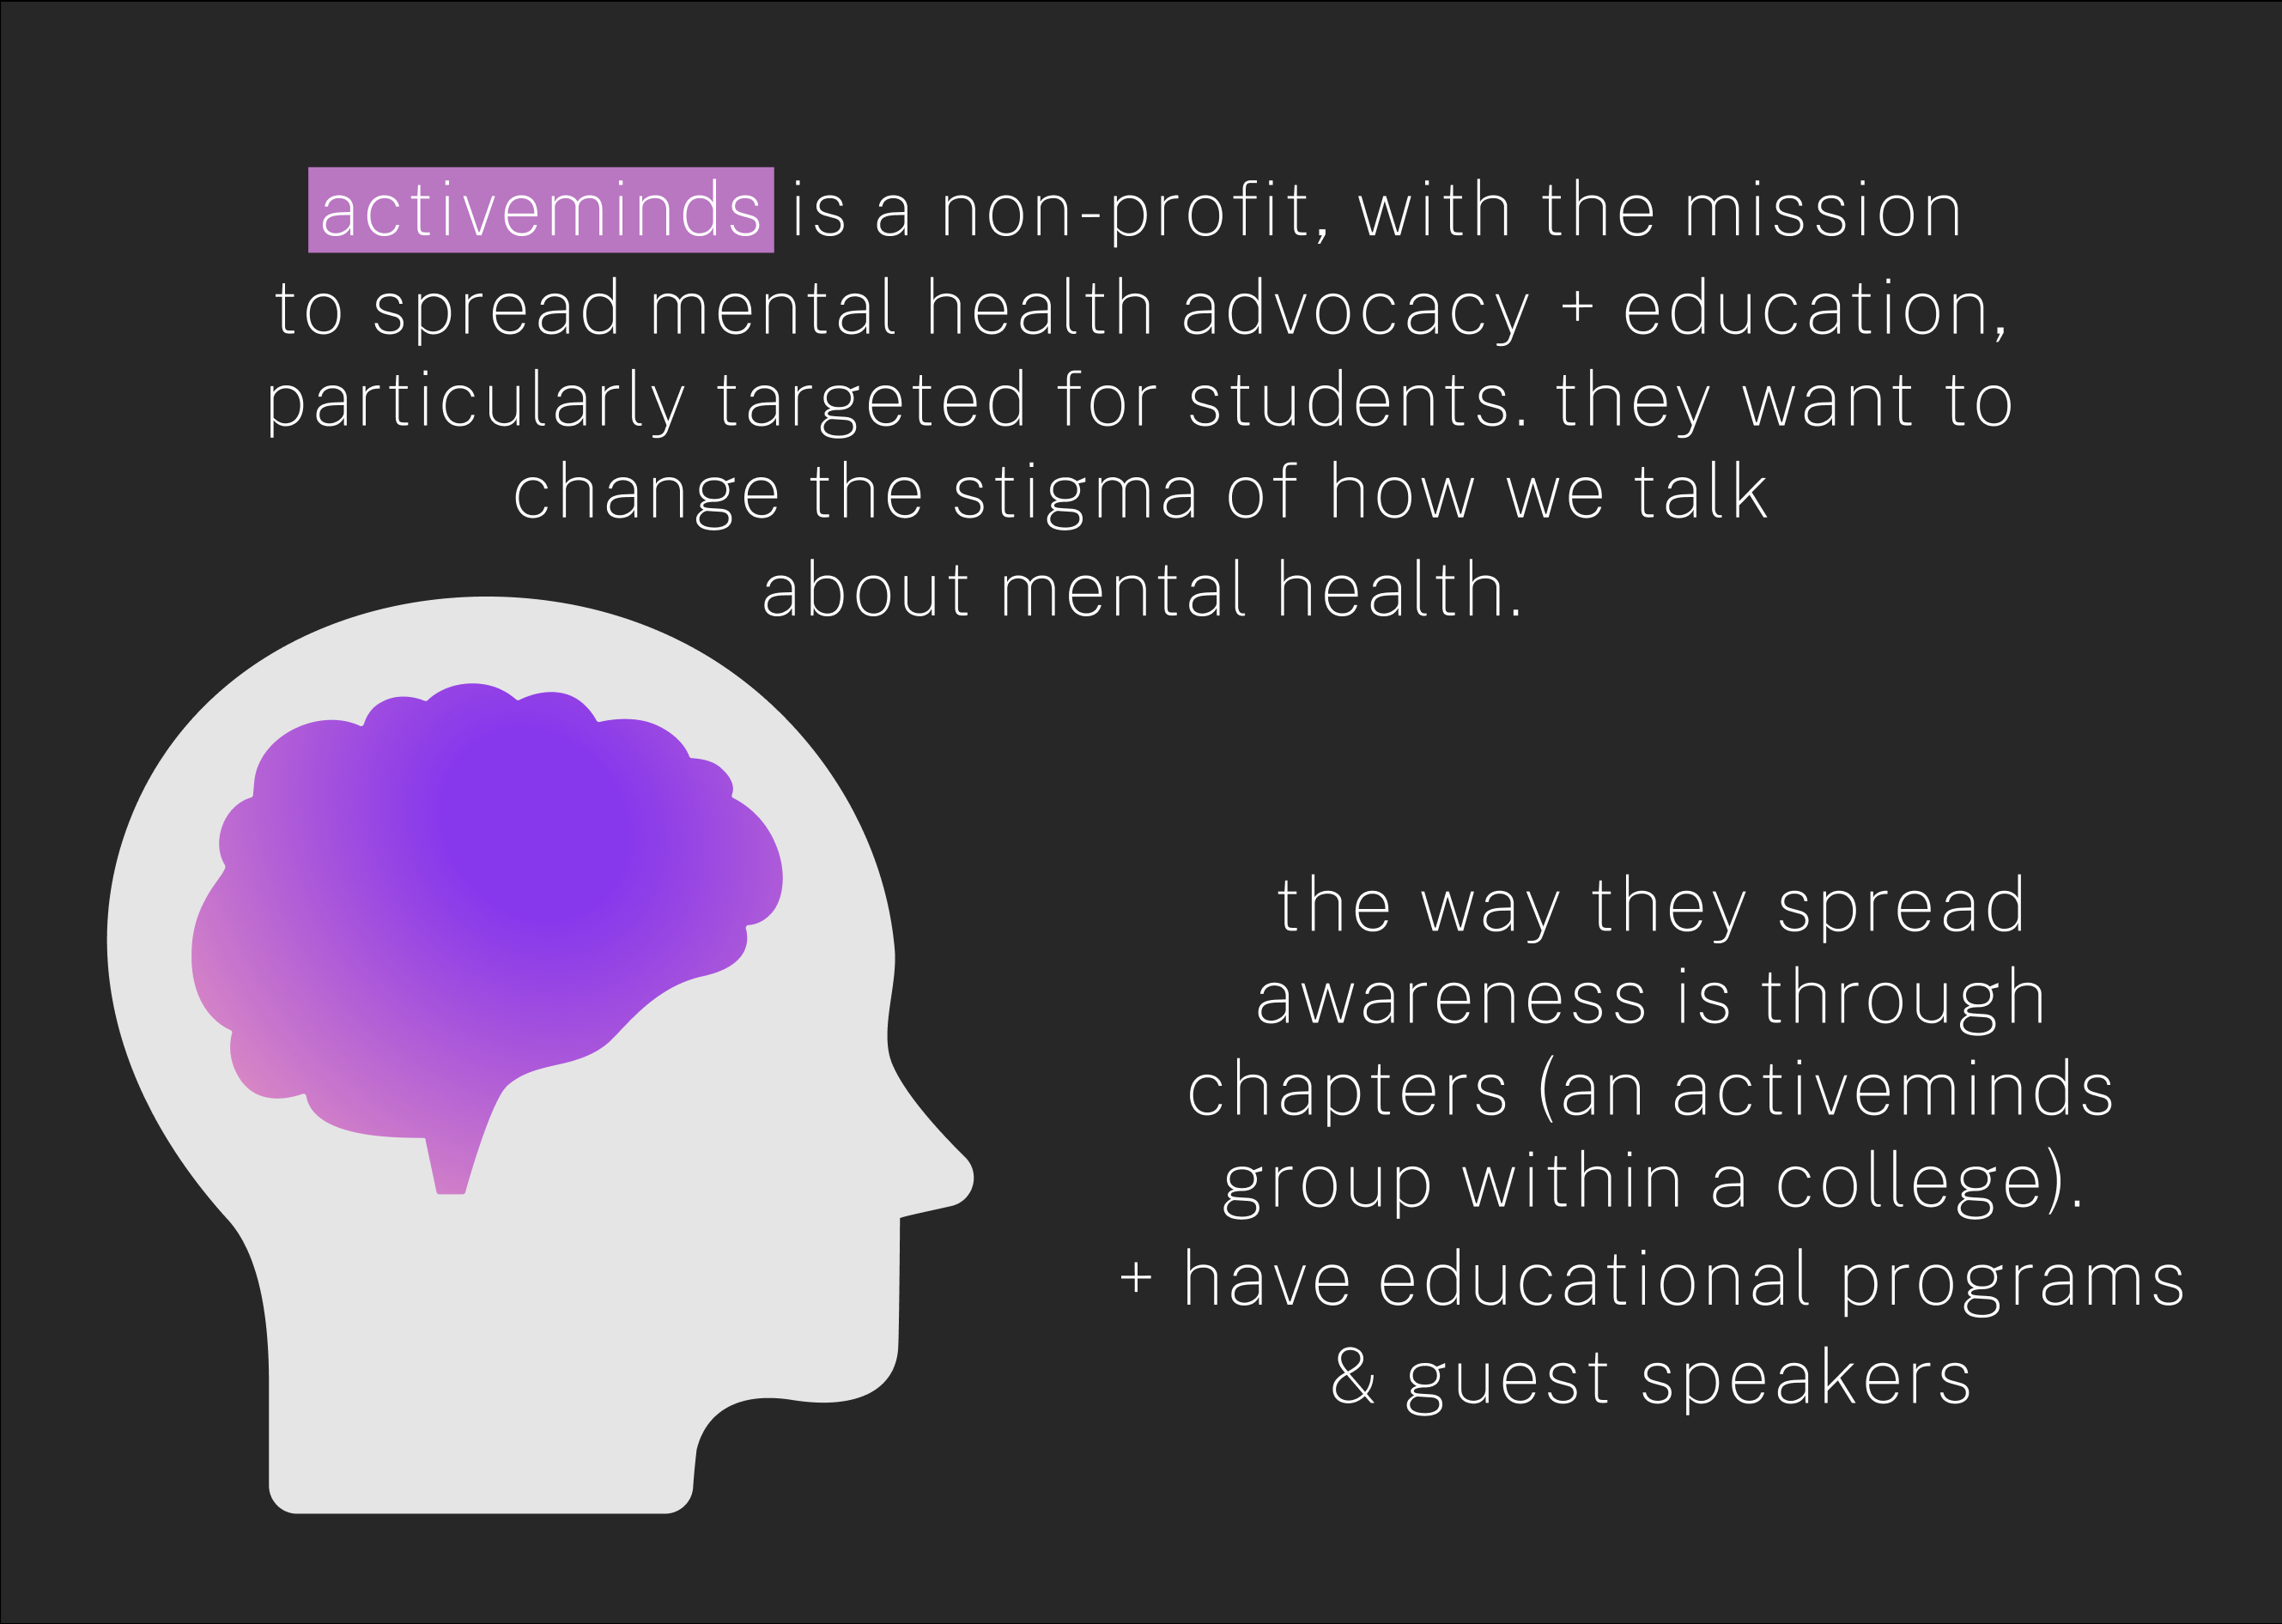 activeminds is a non-profit, with the mission
to spread mental health advocacy + education,
particularly targeted for students. they want to
change the stigma of how we talk
about mental health.
the way they spread
awareness is through
chapters (an activeminds
group within a college).
+ have educational programs
& guest speakers